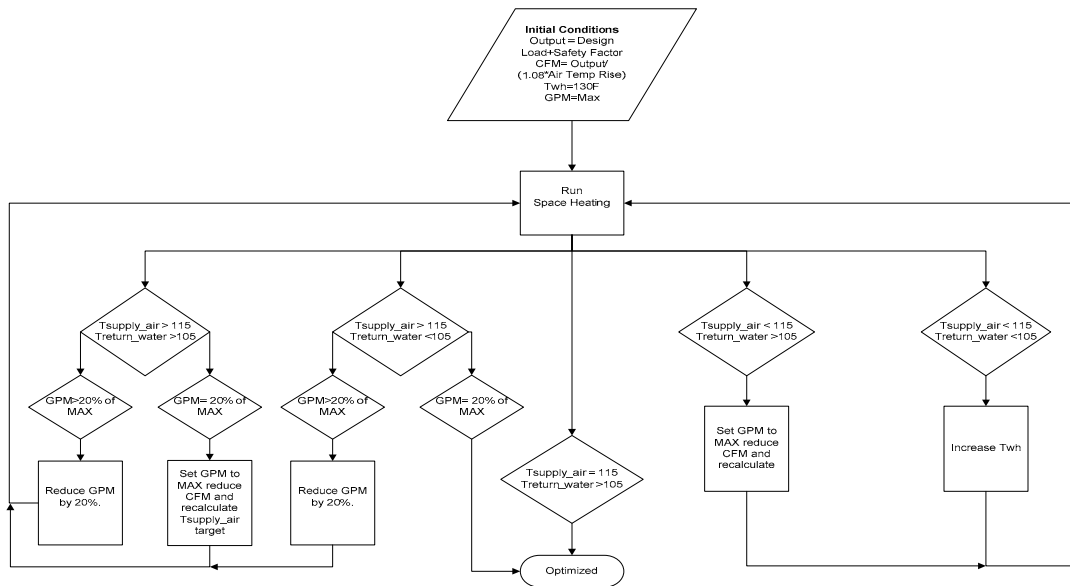 Initial Conditions
Output = Design
Load+Safety Factor
CFM= Output/
(1.08*Air Temp Rise)
Twh=130F
GPM=Max
Run
Space Heating
Tsupply_air > 115
Treturn_water >105
Tsupply_air > 115
Treturn_water <105
Tsupply_air < 115
Treturn_water >105
Tsupply_air < 115
Treturn_water <105
GPM>20% of
MAX
GPM= 20% of
MAX
GPM>20% of
MAX
GPM= 20% of
MAX
Reduce GPM
by 20%.
Set GPM to
MAX reduce
CFM and
recalculate
Tsupply_air
target
Reduce GPM
by 20%.
Tsupply_air = 115
Treturn_water >105
Set GPM to
MAX reduce
CFM and
recalculate
Increase Twh
Optimized